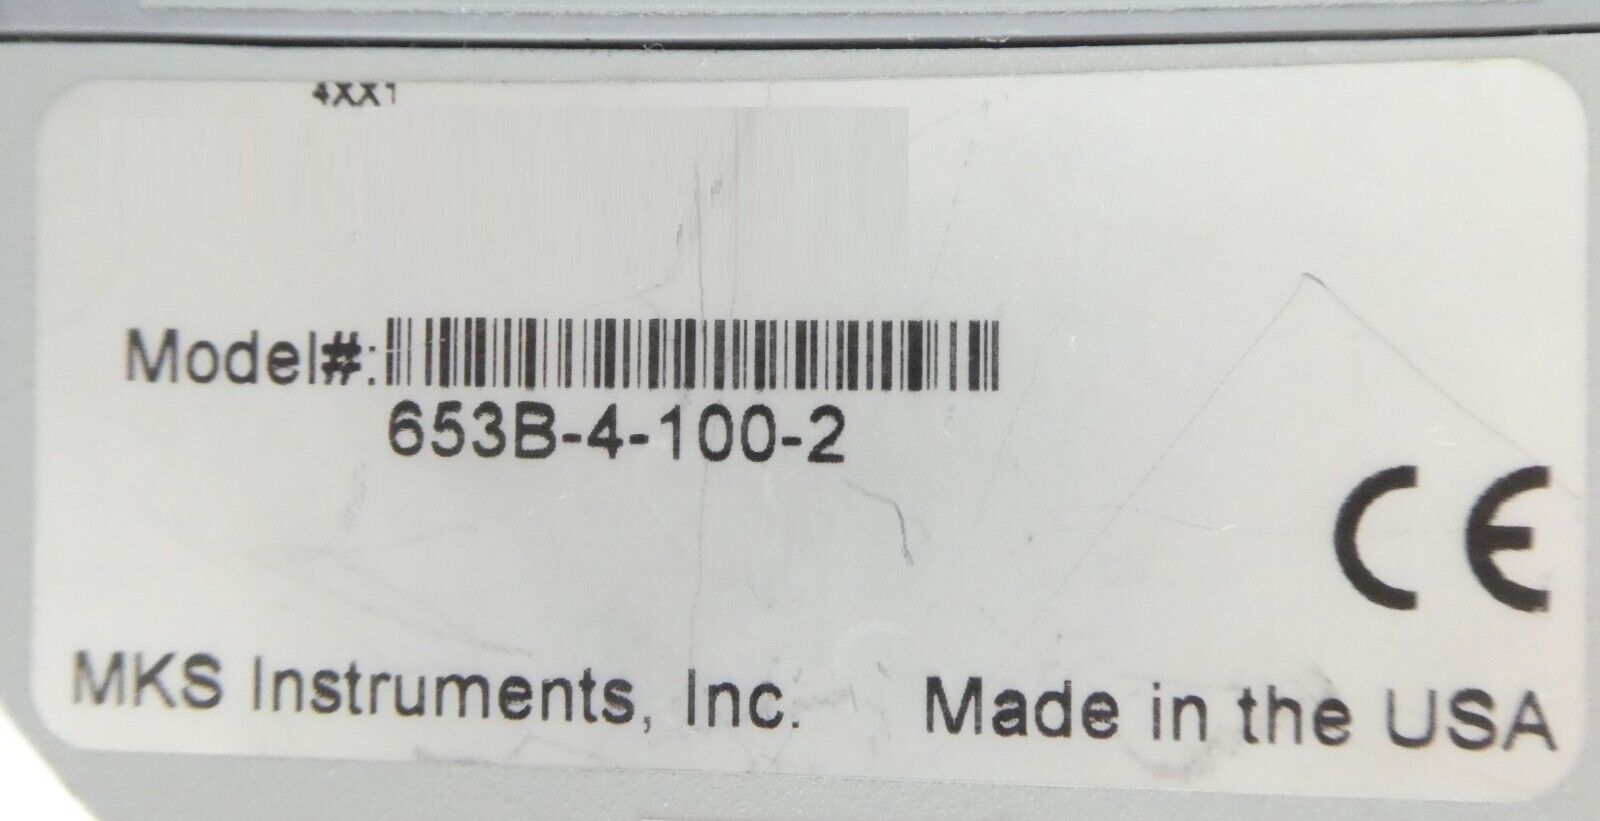 4XX1
Model#:
653B-4-100-2
CE
MKS Instruments, Inc. Made in the USA